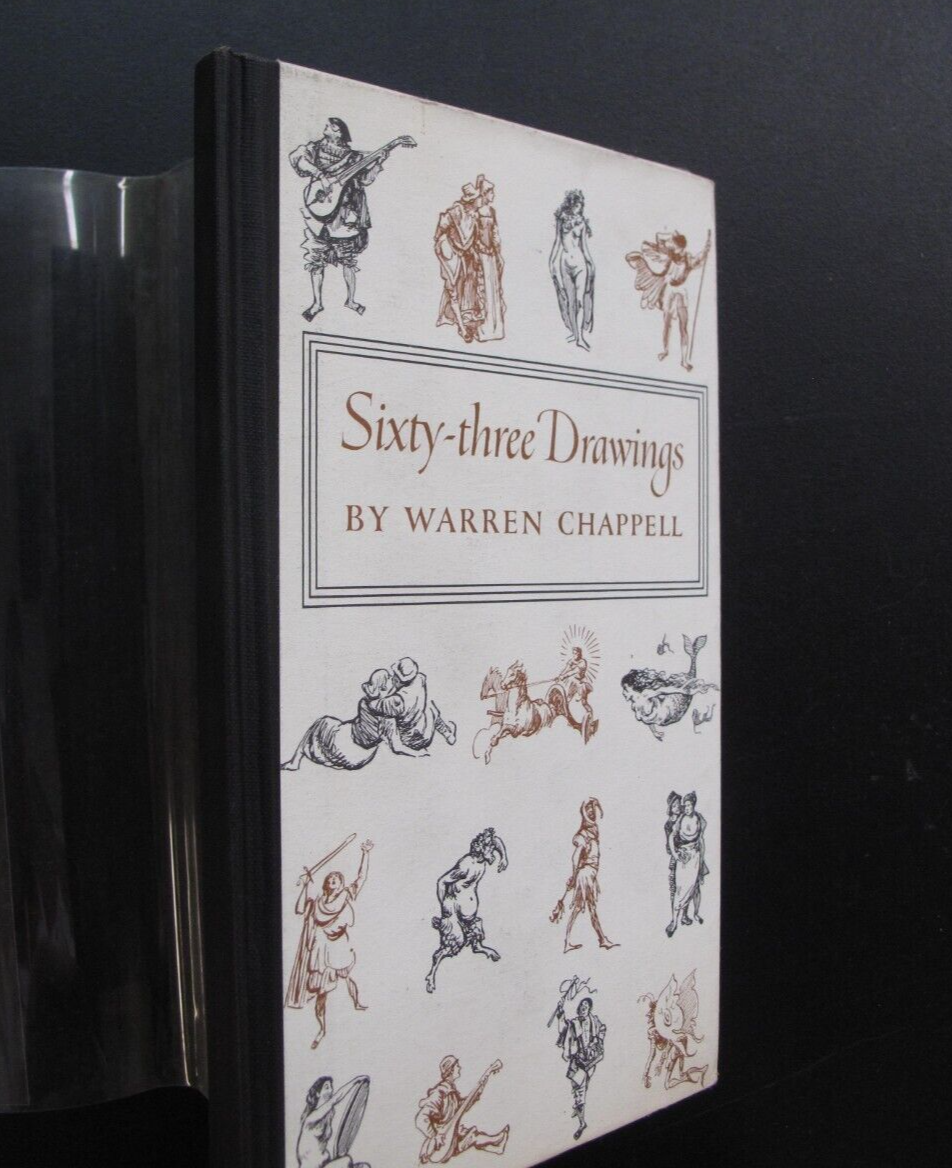 Sixty-three Drawings
BY WARREN CHAPPELL